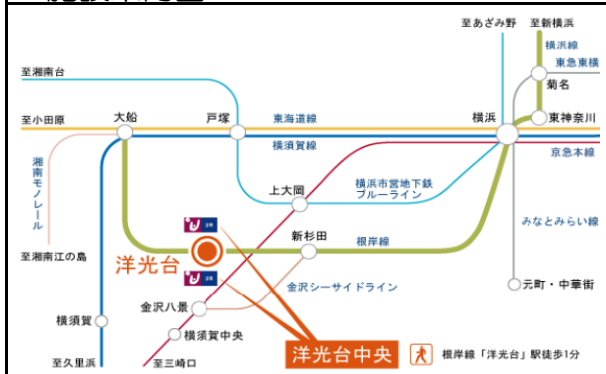 至あざみ野
至新横浜
横浜線
東急東横
至湘南台
菊名
至小田原
大船
戸塚
東海道線
横浜
東神奈川
横須賀線
京急本線
湘南モノレール
上大岡
横浜市営地下鉄
ブルーライン
みなとみらい線
新杉田
根岸線
至湘南江の島
洋光台
金沢シーサイドライン
元町・中華街
金沢八景
横須賀
横須賀中央
洋光台中央
根岸線「洋光台」駅徒歩1分
至久里浜
至三崎口